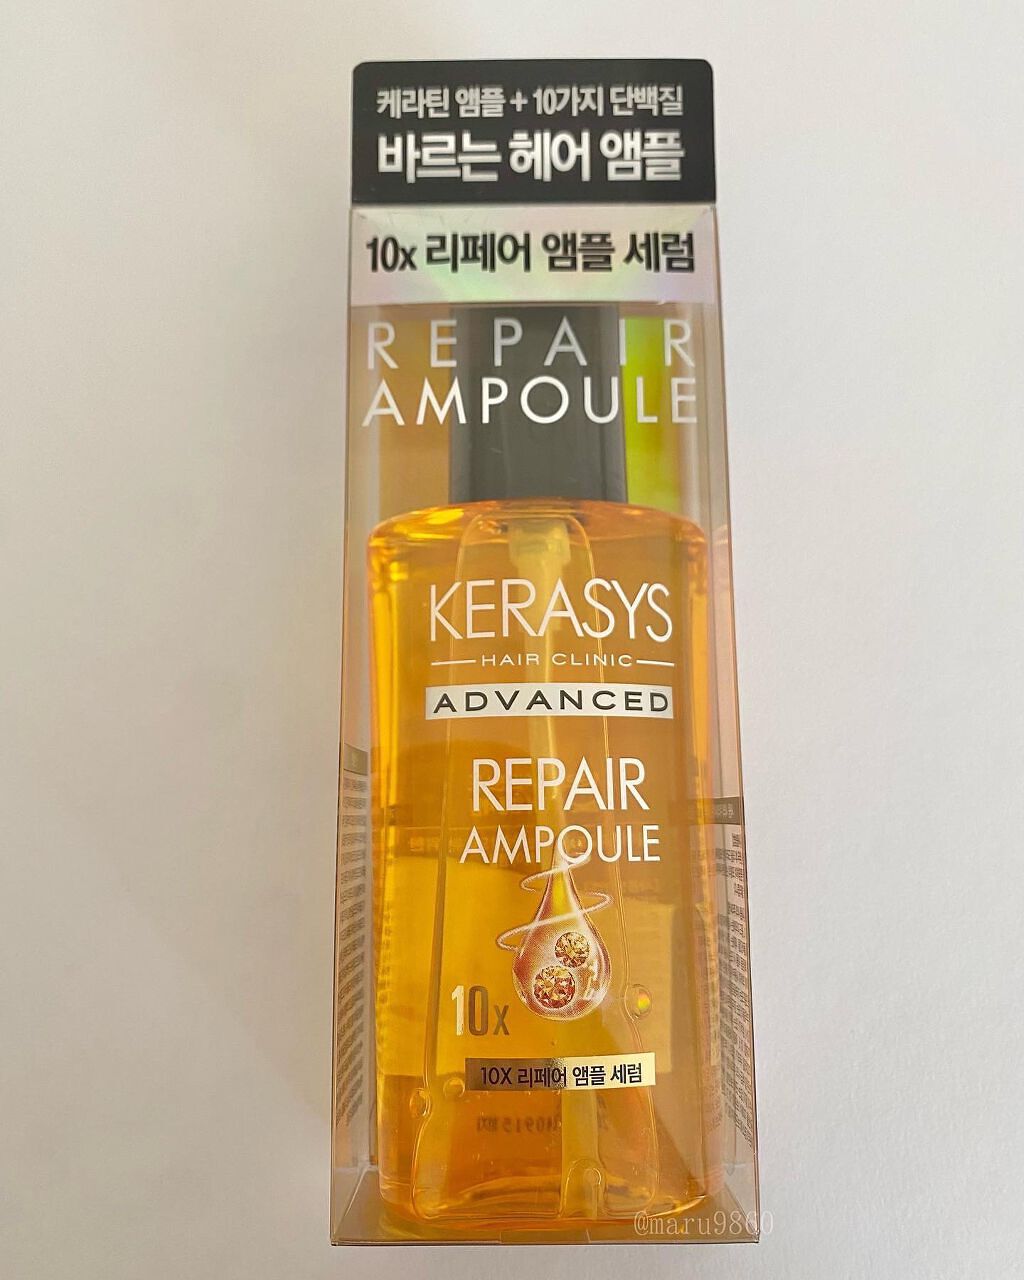 케라틴 앰플 + 10가지 단백질
바르는 헤어 앰플
10x 리페어 앰플 세럼
REPAIR
AMPOULE
KERASYS
HAIR CLINIC
ADVANCED
REPAIR
AMPOULE
10x
10X 리페어 앰플 세럼
@maru9860